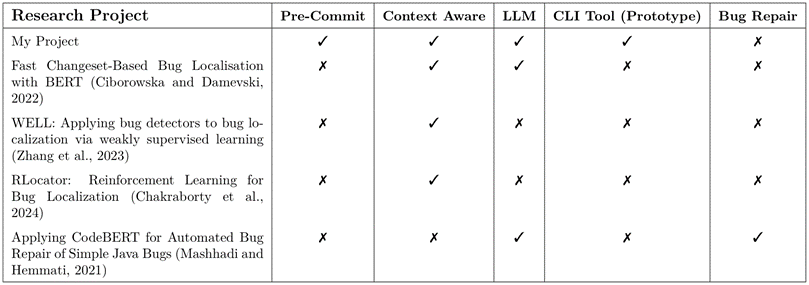 Research Project Pre-Commit Context Aware LLM CLI Tool (Prototype) Bug Repair
My Project ✓ ✓ ✓ ✓ ✗
Fast Changeset-Based Bug Localisation ✗ ✓ ✓ ✗ ✗
with BERT (Ciborowska and Damevski,
2022)
WELL: Applying bug detectors to bug lo- ✗ ✓ ✗ ✗ ✗
calization via weakly supervised learning
(Zhang et al., 2023)
RLocator: Reinforcement Learning for ✗ ✓ ✗ ✗ ✗
Bug Localization (Chakraborty et al.,
2024)
Applying CodeBERT for Automated Bug ✗ ✗ ✓ ✗ ✓
Repair of Simple Java Bugs (Mashhadi and
Hemmati, 2021)